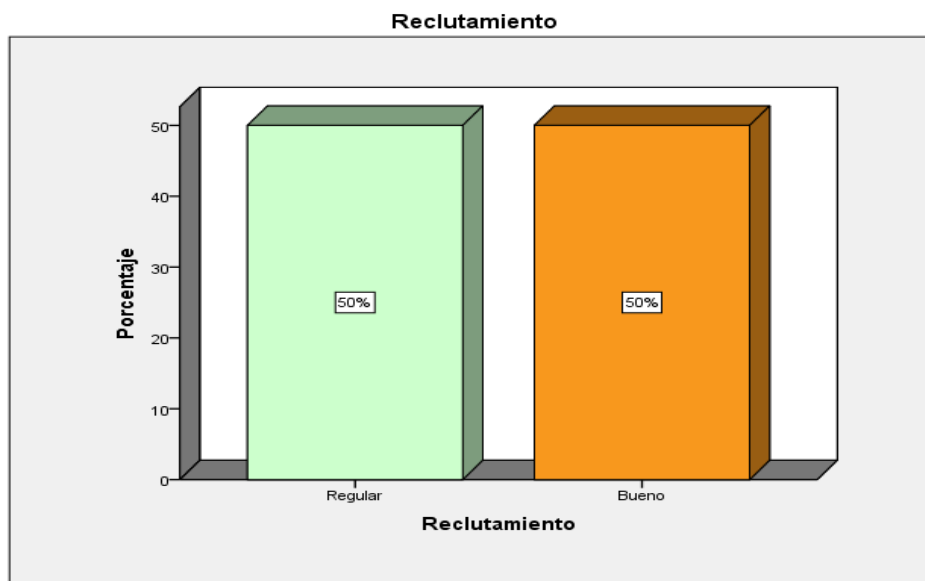 Reclutamiento
50
40
30
20
10
0
Porcentaje
50%
50%
Regular
Bueno
Reclutamiento